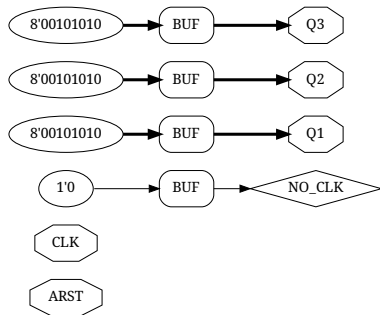 8'00101010 BUF Q3
8'00101010 BUF Q2
8'00101010 BUF Q1
1'0 BUF NO_CLK
CLK
ARST